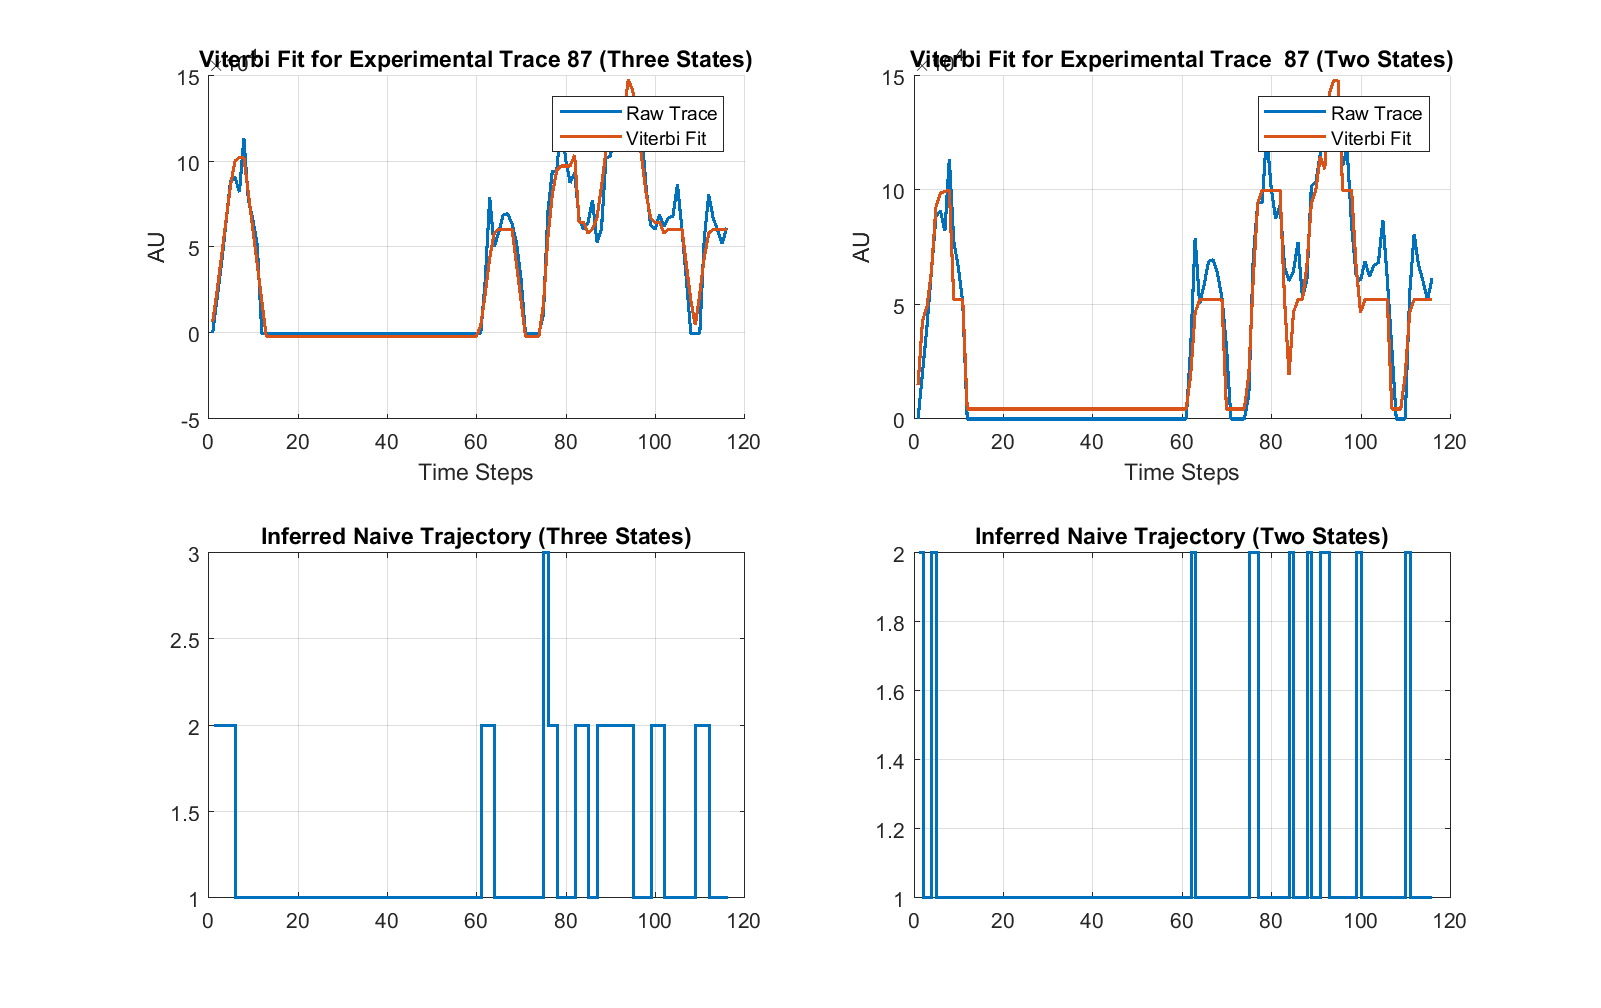 Viterbi Fit for Experimental Trace 87 (Three States)
×10⁴
15
10
5
0
-5
AU
Raw Trace
Viterbi Fit
0 20 40 60 80 100 120
Time Steps
Viterbi Fit for Experimental Trace  87 (Two States)
×10⁴
15
10
5
0
AU
Raw Trace
Viterbi Fit
0 20 40 60 80 100 120
Time Steps
Inferred Naive Trajectory (Three States)
3
2.5
2
1.5
1
0 20 40 60 80 100 120
Inferred Naive Trajectory (Two States)
2
1.8
1.6
1.4
1.2
1
0 20 40 60 80 100 120